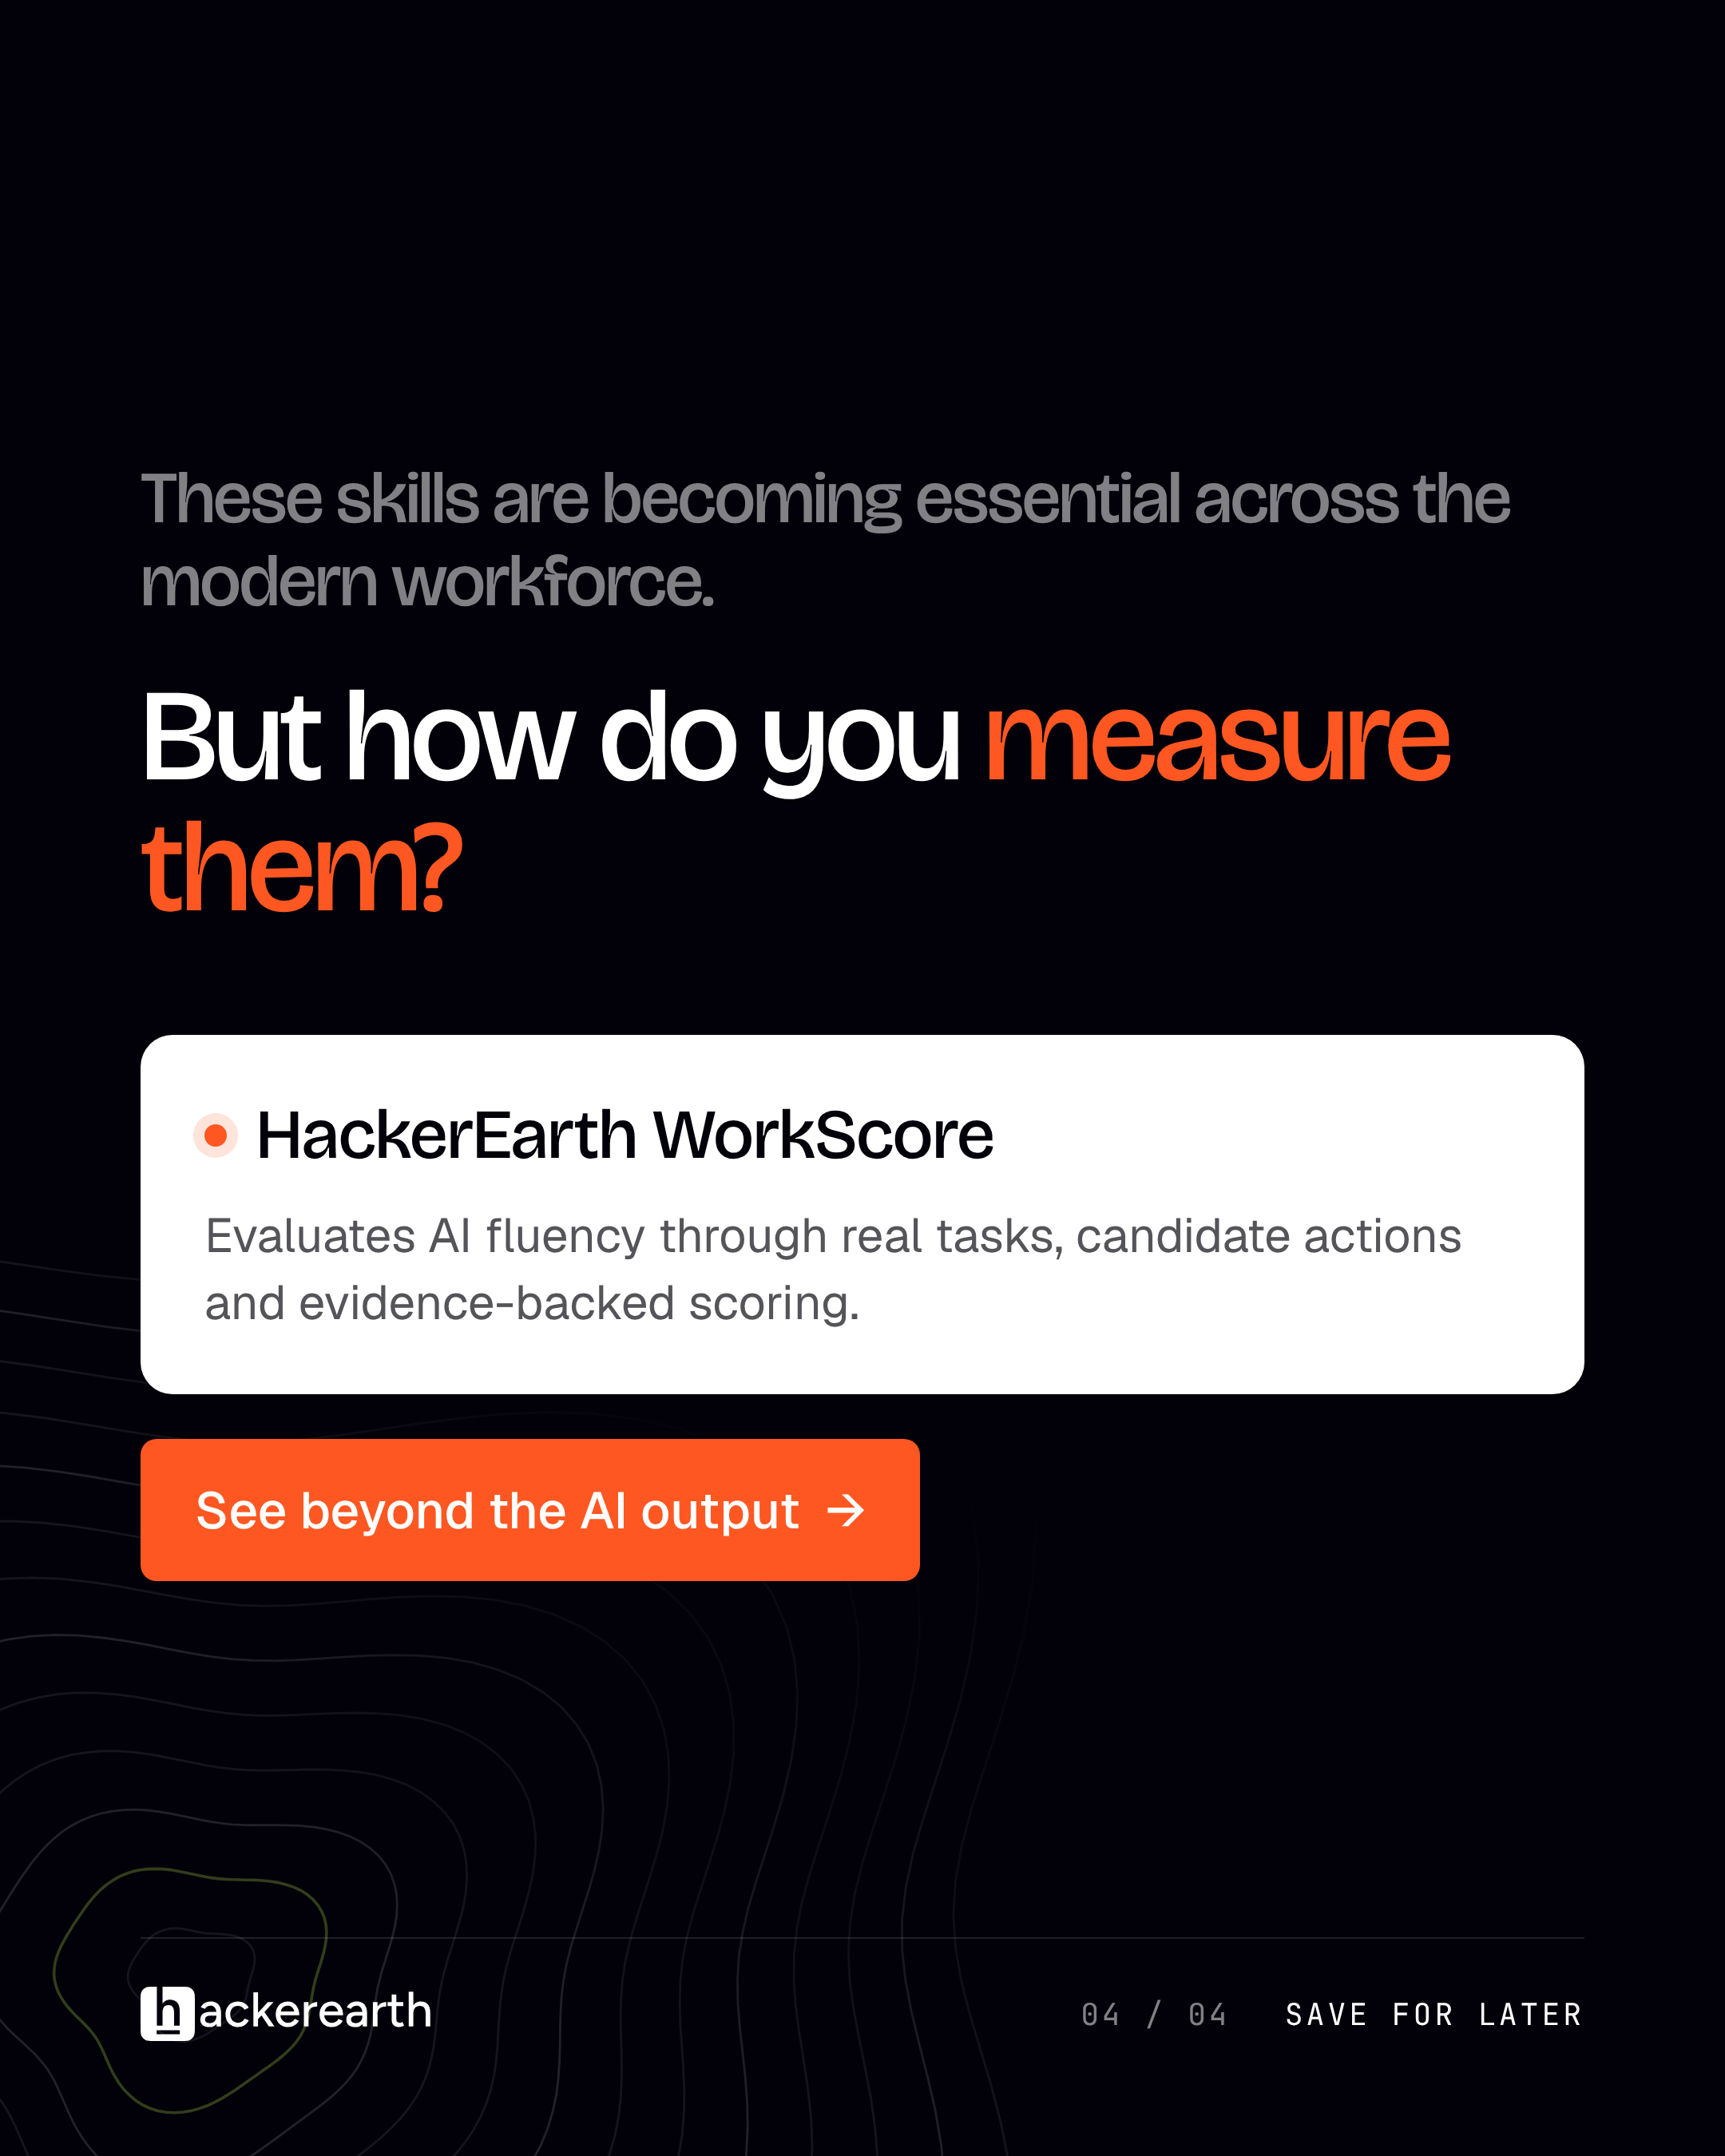 These skills are becoming essential across the
modern workforce.
But how do you measure
them?
HackerEarth WorkScore
Evaluates AI fluency through real tasks, candidate actions
and evidence-backed scoring.
See beyond the AI output →
hackerearth
04 / 04 SAVE FOR LATER